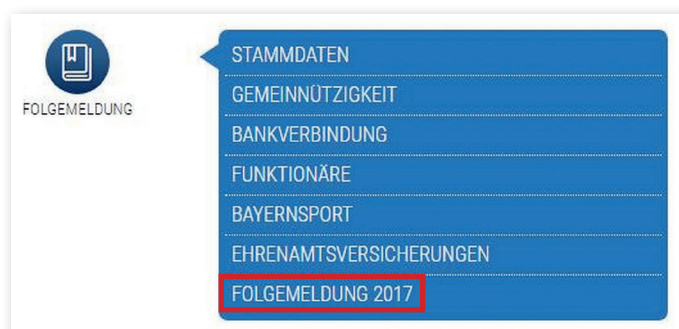 FOLGEMELDUNG
STAMMDATEN
GEMEINNÜTZIGKEIT
BANKVERBINDUNG
FUNKTIONÄRE
BAYERNSPORT
EHRENAMTSVERSICHERUNGEN
FOLGEMELDUNG 2017